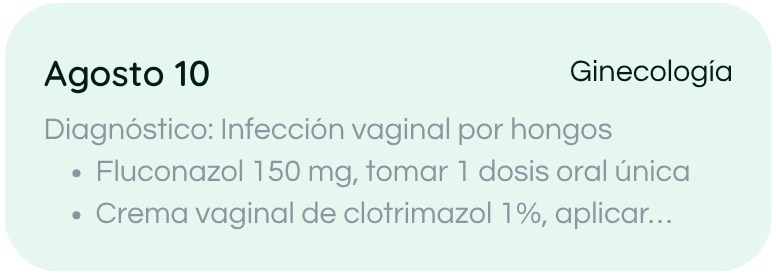 Agosto 10
Ginecología
Diagnóstico: Infección vaginal por hongos
• Fluconazol 150 mg, tomar 1 dosis oral única
• Crema vaginal de clotrimazol 1%, aplicar...